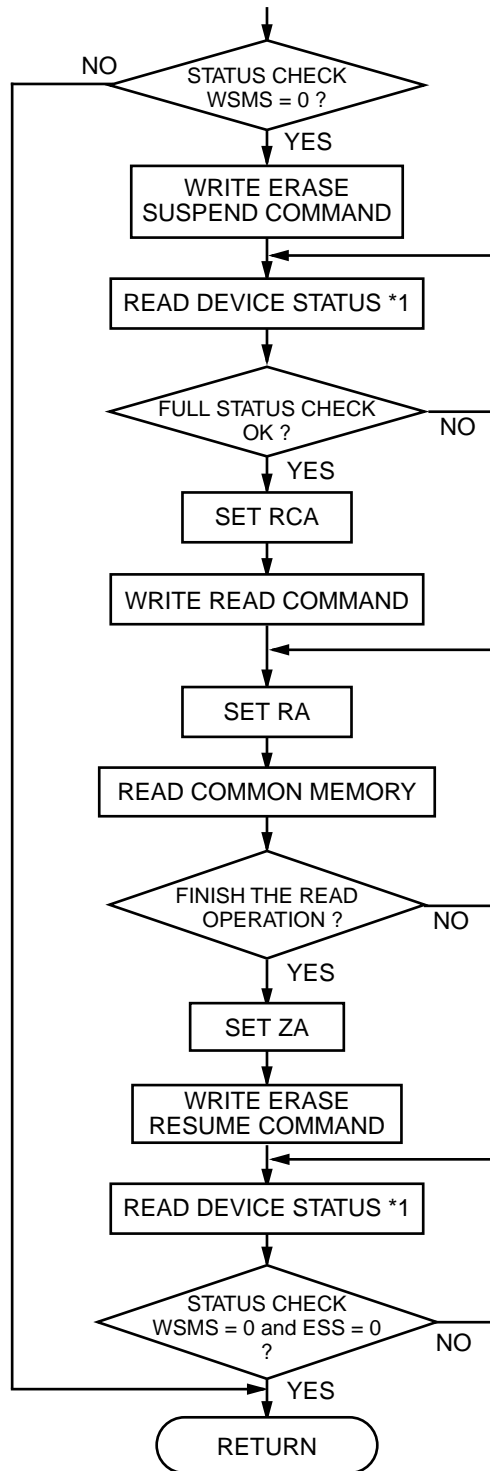 NO
STATUS CHECK
WSMS = 0 ?
YES
WRITE ERASE
SUSPEND COMMAND
READ DEVICE STATUS *1
FULL STATUS CHECK
OK ?
NO
YES
SET RCA
WRITE READ COMMAND
SET RA
READ COMMON MEMORY
FINISH THE READ
OPERATION ?
NO
YES
SET ZA
WRITE ERASE
RESUME COMMAND
READ DEVICE STATUS *1
STATUS CHECK
WSMS = 0 and ESS = 0
?
NO
YES
RETURN